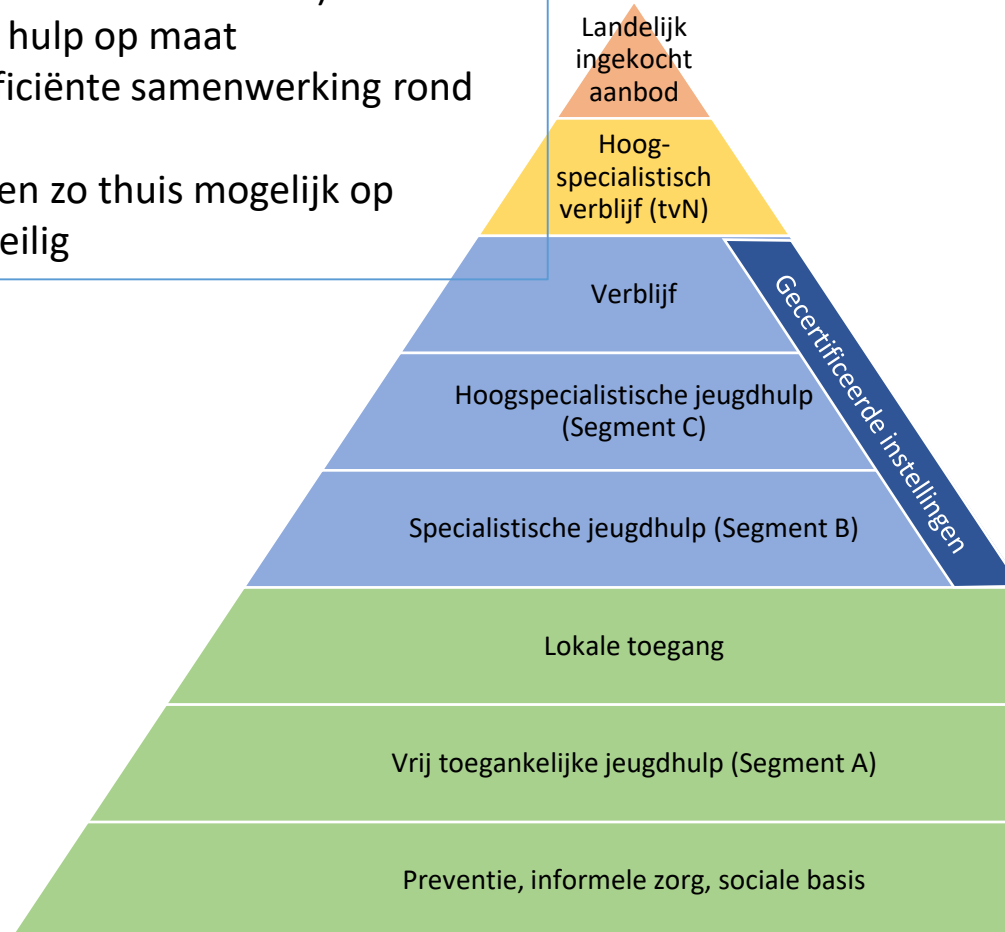 hulp op maat
ficiënte samenwerking rond
en zo thuis mogelijk op
eilig
Landelijk
ingekocht
aanbod
Hoog-
specialistisch
verblijf (tvN)
Verblijf
Gecertificeerde instellingen
Hoogspecialistische jeugdhulp
(Segment C)
Specialistische jeugdhulp (Segment B)
Lokale toegang
Vrij toegankelijke jeugdhulp (Segment A)
Preventie, informele zorg, sociale basis